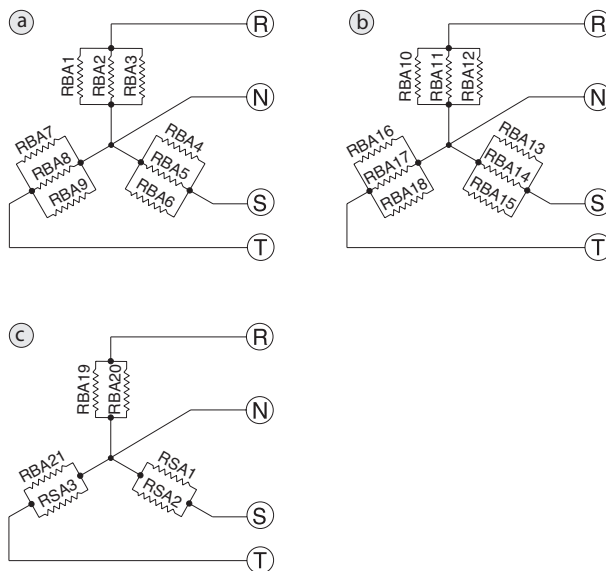 a
R
RBA1
RBA2
RBA3
N
RBA7
RBA8
RBA9
RBA4
RBA5
RBA6
S
T
b
R
RBA10
RBA11
RBA12
N
RBA16
RBA17
RBA18
RBA13
RBA14
RBA15
S
T
c
R
RBA19
RBA20
N
RBA21
RSA3
RSA1
RSA2
S
T